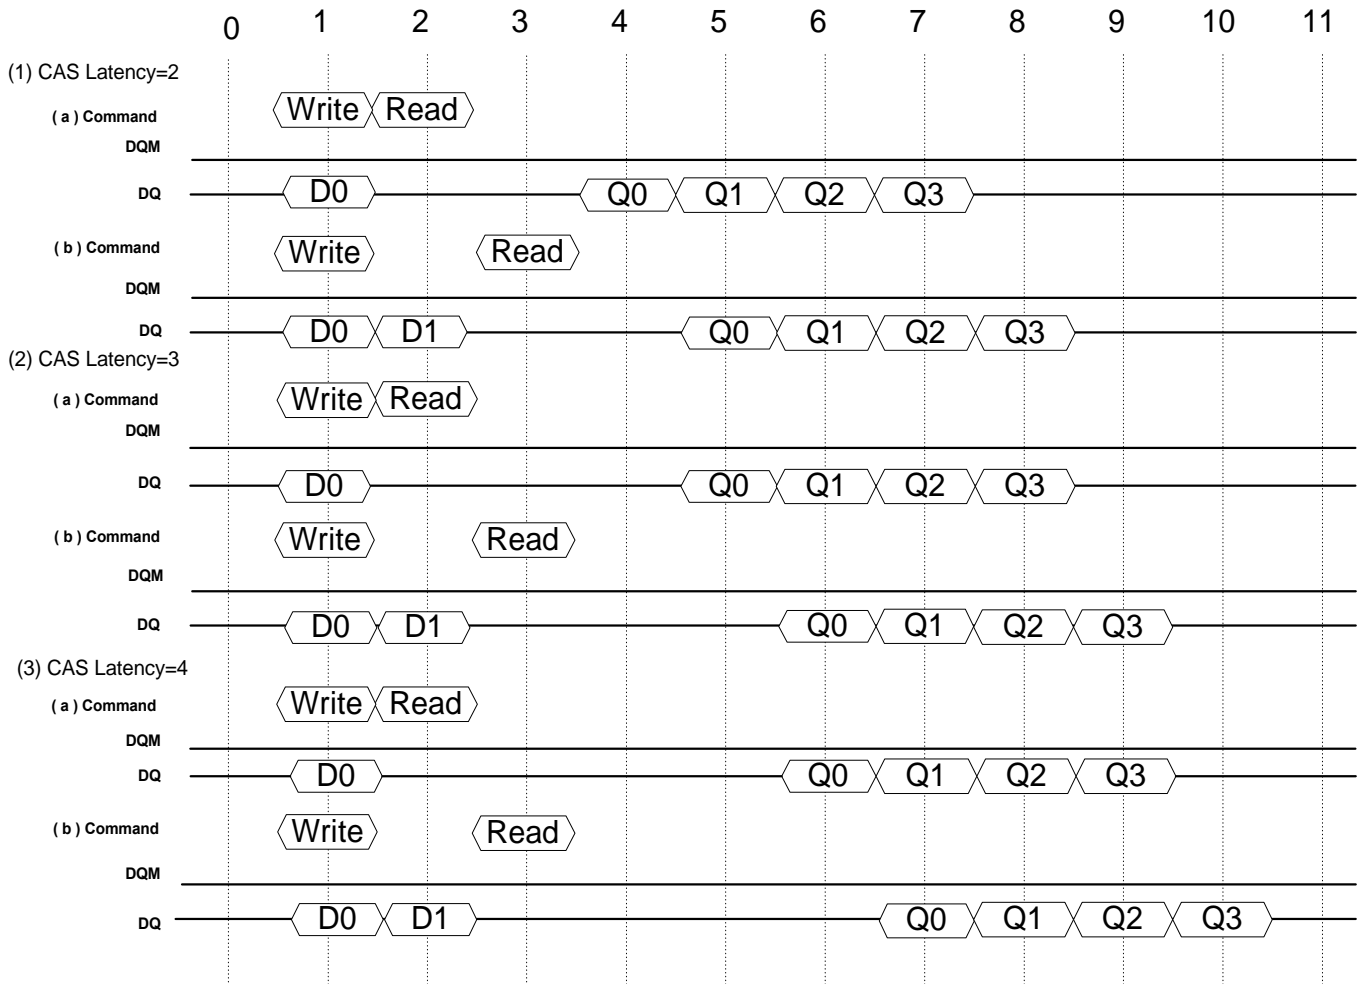 0 1 2 3 4 5 6 7 8 9 10 11
(1) CAS Latency=2
( a ) Command Write Read
DQM
DQ D0 Q0 Q1 Q2 Q3
( b ) Command Write Read
DQM
DQ D0 D1 Q0 Q1 Q2 Q3
(2) CAS Latency=3
( a ) Command Write Read
DQM
DQ D0 Q0 Q1 Q2 Q3
( b ) Command Write Read
DQM
DQ D0 D1 Q0 Q1 Q2 Q3
(3) CAS Latency=4
( a ) Command Write Read
DQM
DQ D0 Q0 Q1 Q2 Q3
( b ) Command Write Read
DQM
DQ D0 D1 Q0 Q1 Q2 Q3